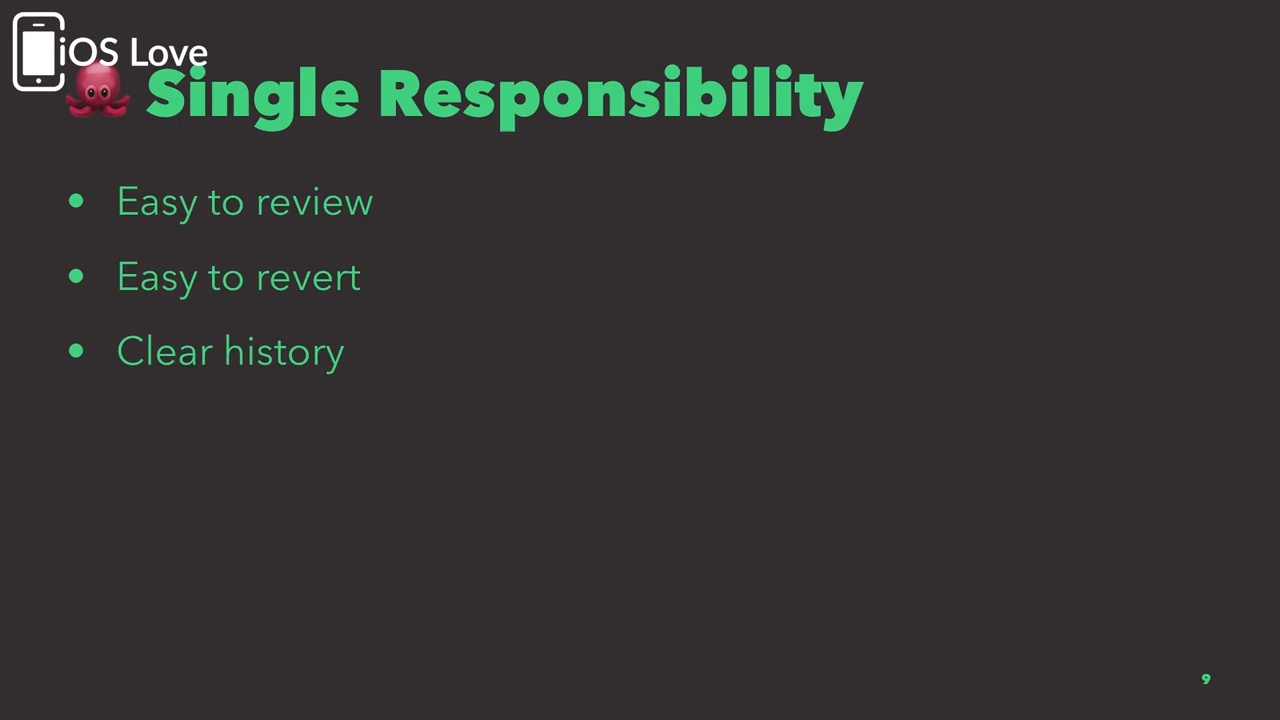 iOS Love
🐙 Single Responsibility
• Easy to review
• Easy to revert
• Clear history
9